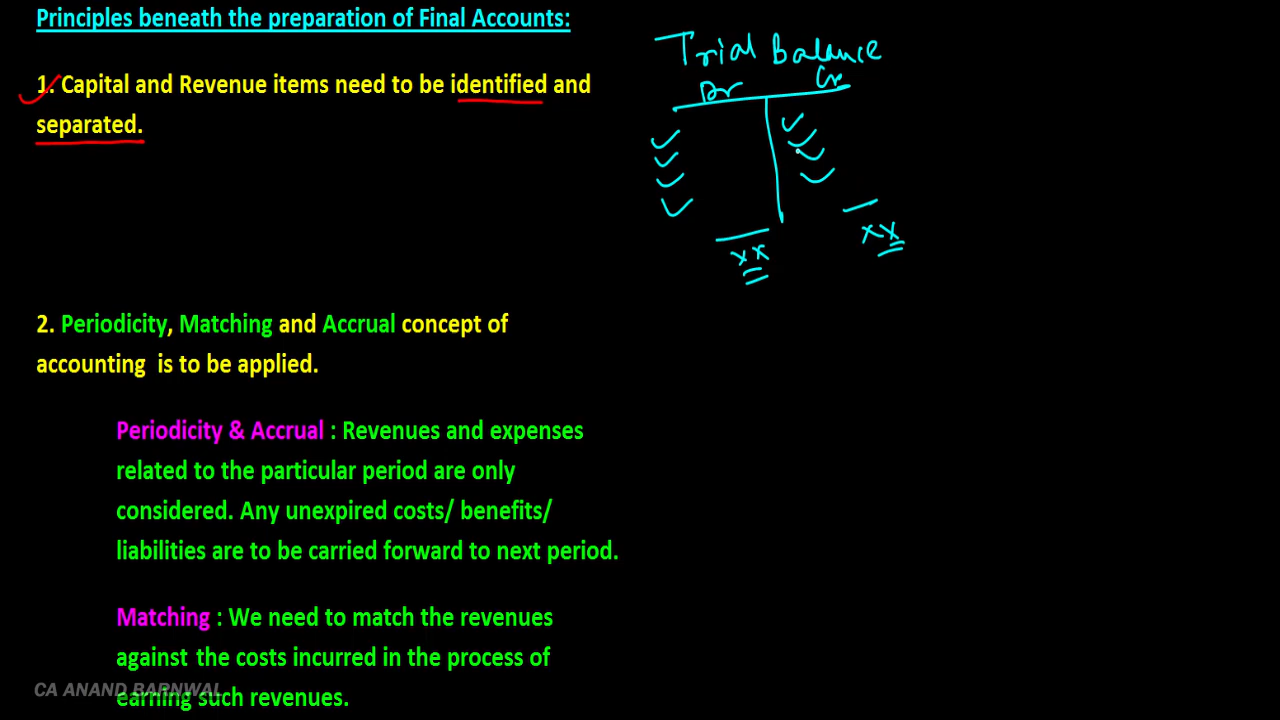 Principles beneath the preparation of Final Accounts:
1. Capital and Revenue items need to be identified and
separated.
Trial Balance
Dr Cr
xx xx
2. Periodicity, Matching and Accrual concept of
accounting is to be applied.
Periodicity & Accrual : Revenues and expenses
related to the particular period are only
considered. Any unexpired costs/ benefits/
liabilities are to be carried forward to next period.
Matching : We need to match the revenues
against the costs incurred in the process of
earning such revenues.
CA ANAND BARNWAL